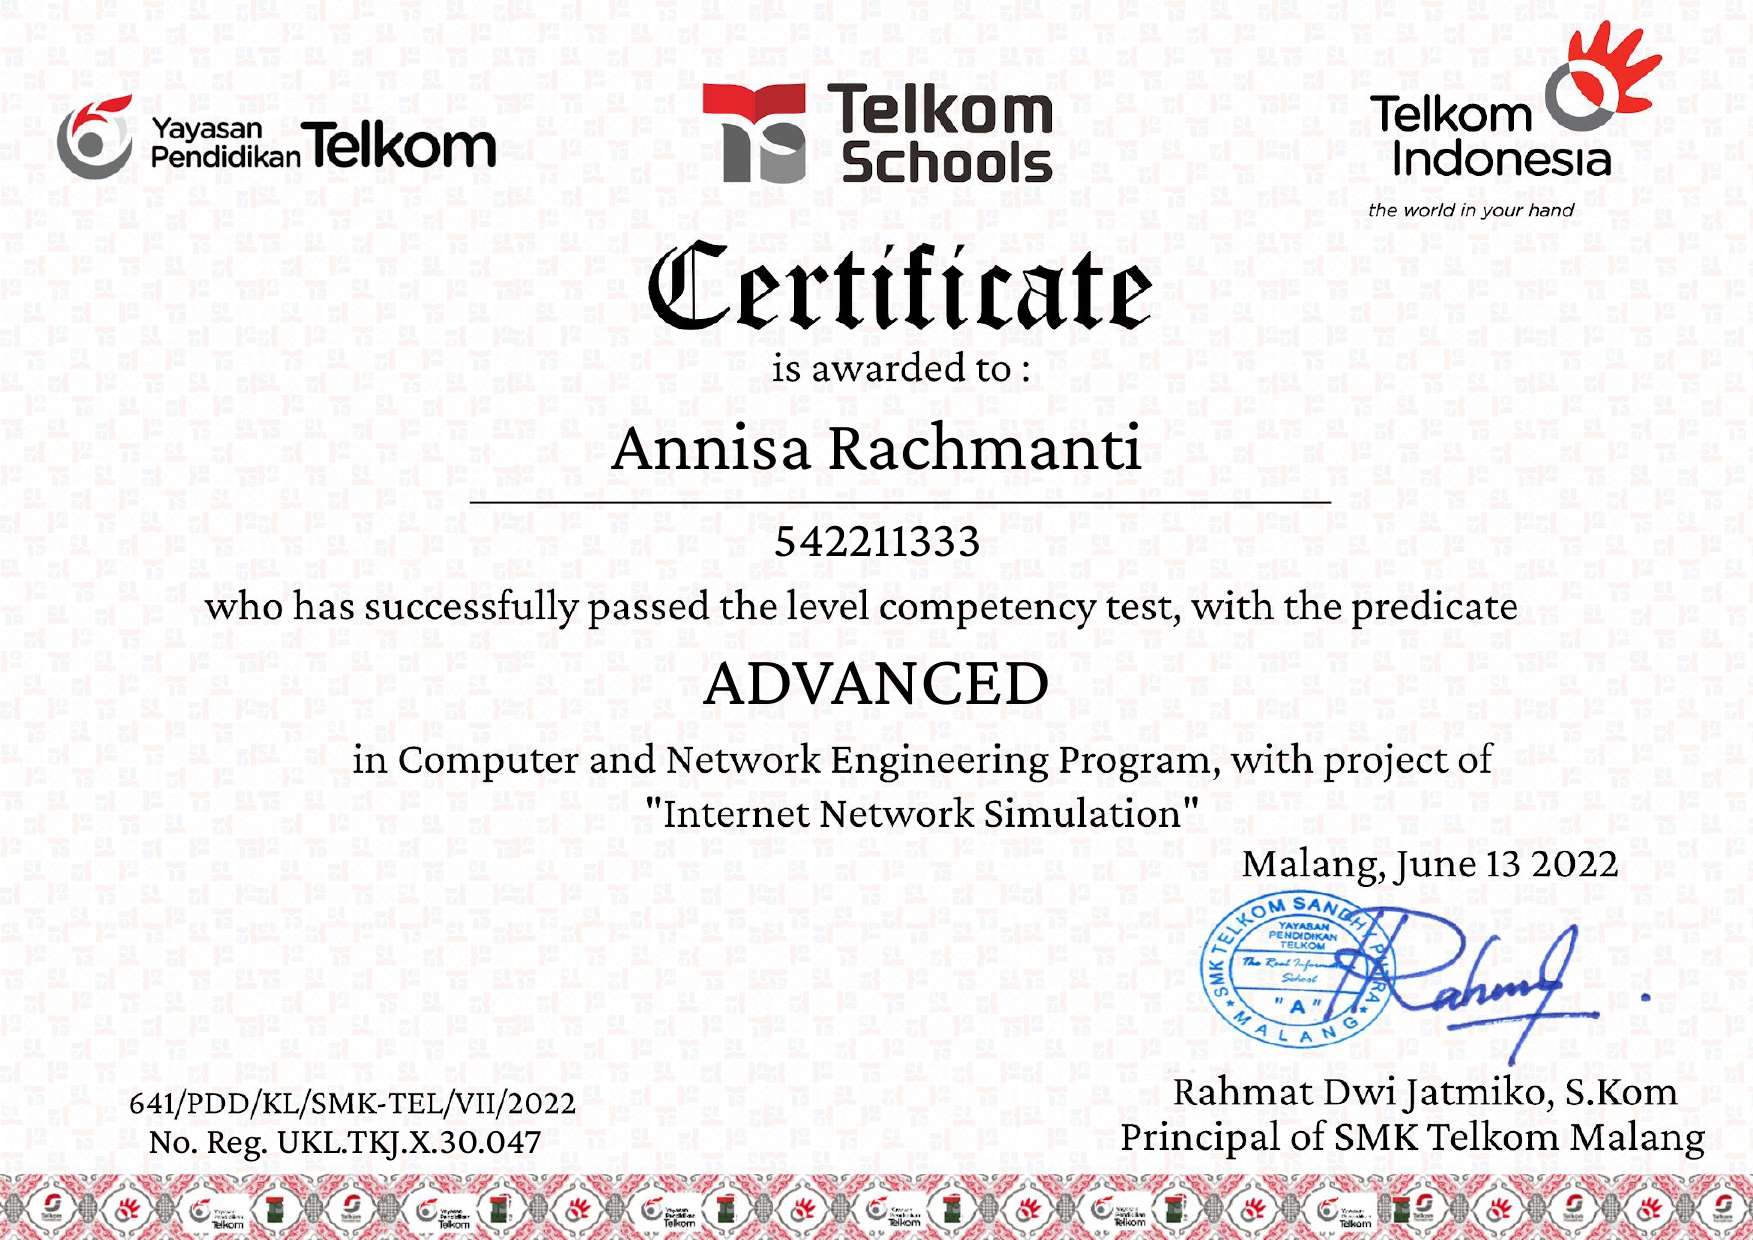 Yayasan
Pendidikan Telkom
Telkom
Schools
Telkom
Indonesia
the world in your hand
Certificate
is awarded to :
Annisa Rachmanti
542211333
who has successfully passed the level competency test, with the predicate
ADVANCED
in Computer and Network Engineering Program, with project of
"Internet Network Simulation"
Malang, June 13 2022
SMK TELKOM SANDHY PUTRA
YAYASAN
PENDIDIKAN
TELKOM
The Real
School
"A"
MALANG
Rahmat Dwi Jatmiko, S.Kom
Principal of SMK Telkom Malang
641/PDD/KL/SMK-TEL/VII/2022
No. Reg. UKL.TKJ.X.30.047